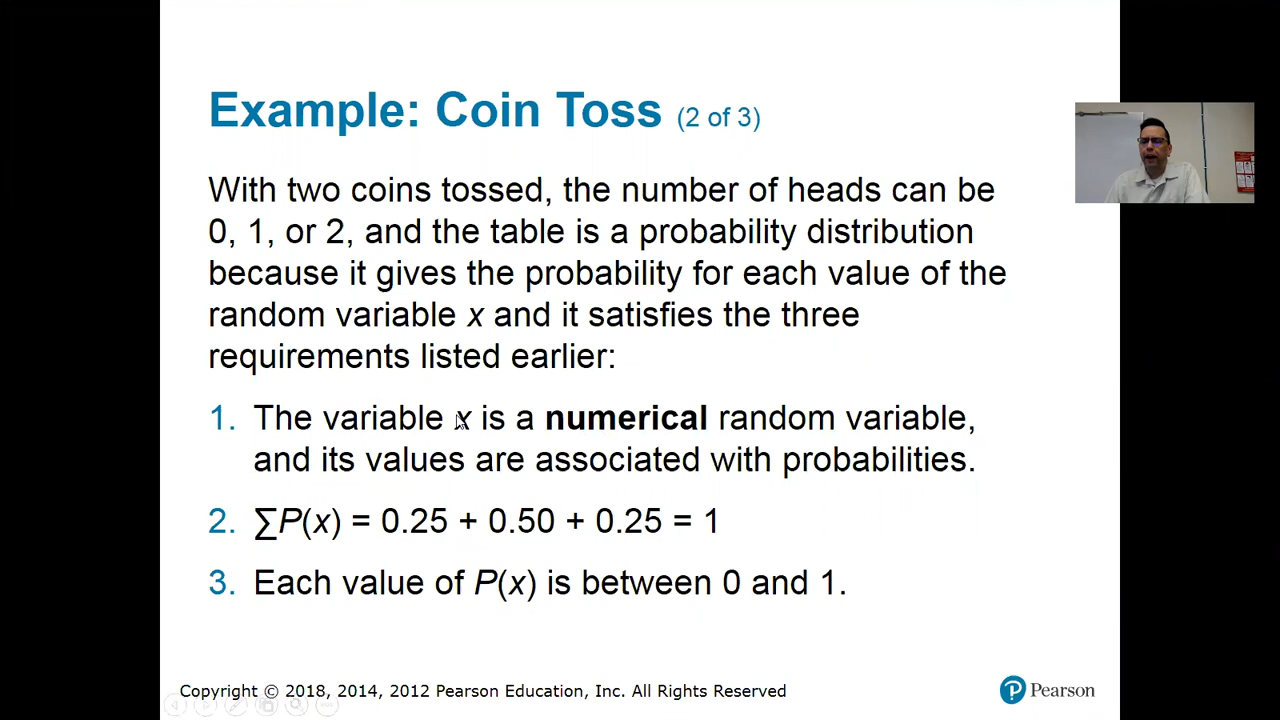 Example: Coin Toss (2 of 3)
With two coins tossed, the number of heads can be
0, 1, or 2, and the table is a probability distribution
because it gives the probability for each value of the
random variable x and it satisfies the three
requirements listed earlier:
1. The variable x is a numerical random variable,
and its values are associated with probabilities.
2. ∑P(x) = 0.25 + 0.50 + 0.25 = 1
3. Each value of P(x) is between 0 and 1.
Copyright © 2018, 2014, 2012 Pearson Education, Inc. All Rights Reserved
P Pearson